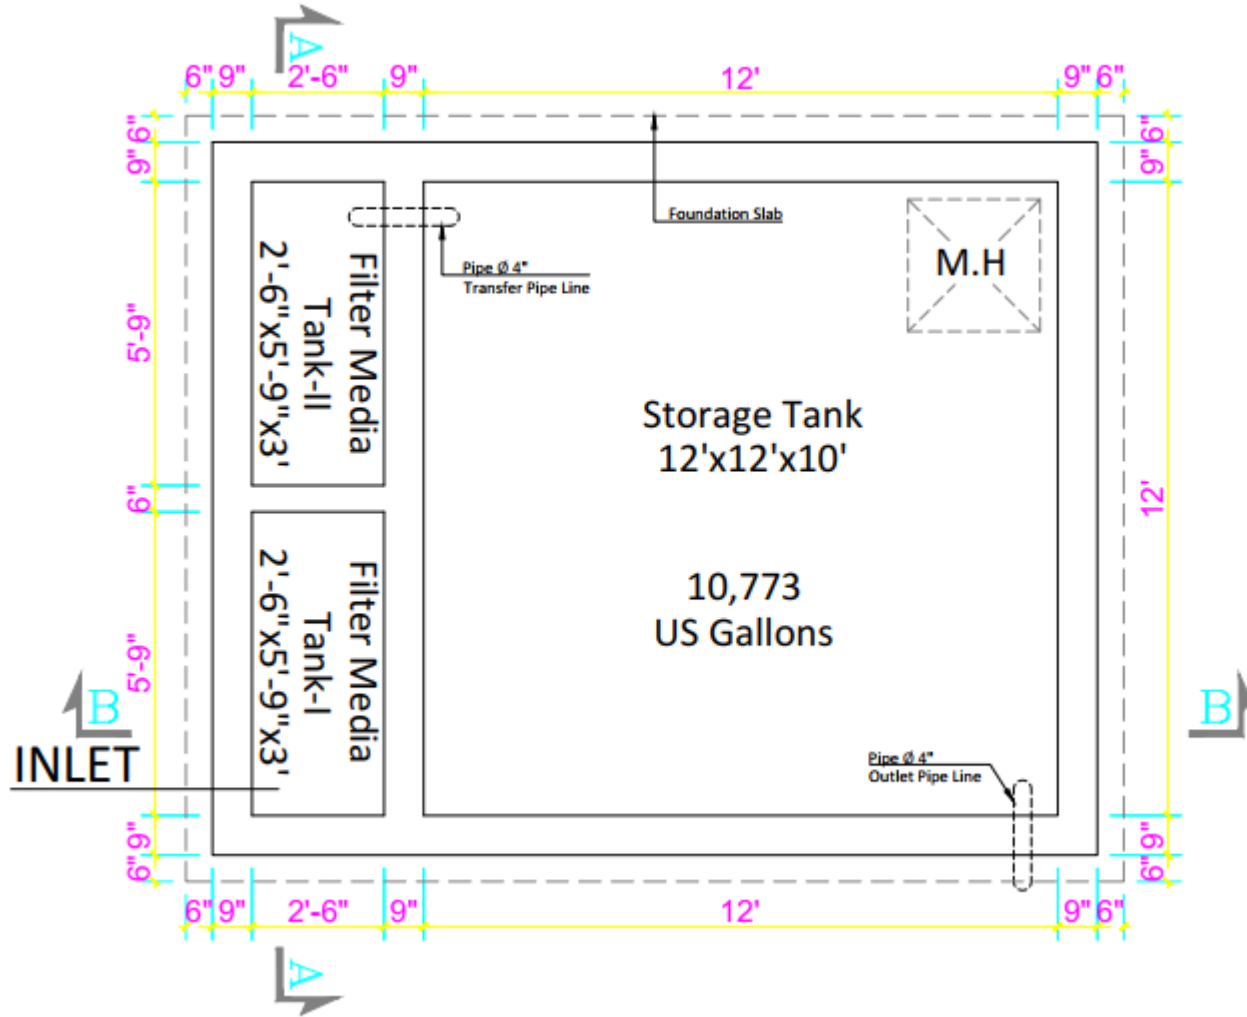 A
6" 9" 2'-6" 9" 12' 9" 6"
6"
9"
5'-9"
6"
5'-9"
9"
6"
Filter Media
Tank-II
2'-6"x5'-9"x3'
Filter Media
Tank-I
2'-6"x5'-9"x3'
Foundation Slab
Pipe Ø 4"
Transfer Pipe Line
M.H
Storage Tank
12'x12'x10'
10,773
US Gallons
Pipe Ø 4"
Outlet Pipe Line
6"
9"
12'
9"
6"
B
B
INLET
6" 9" 2'-6" 9" 12' 9" 6"
A